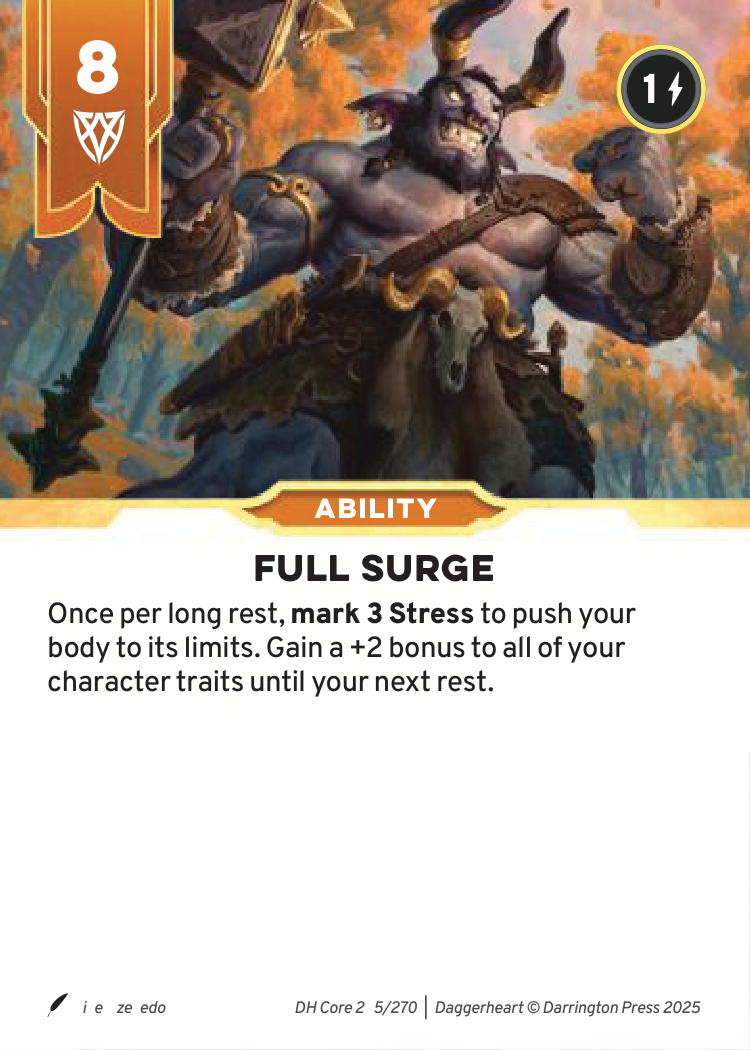 8
1
ABILITY
FULL SURGE
Once per long rest, mark 3 Stress to push your
body to its limits. Gain a +2 bonus to all of your
character traits until your next rest.
i e ze edo
DH Core 2 5/270 | Daggerheart © Darrington Press 2025